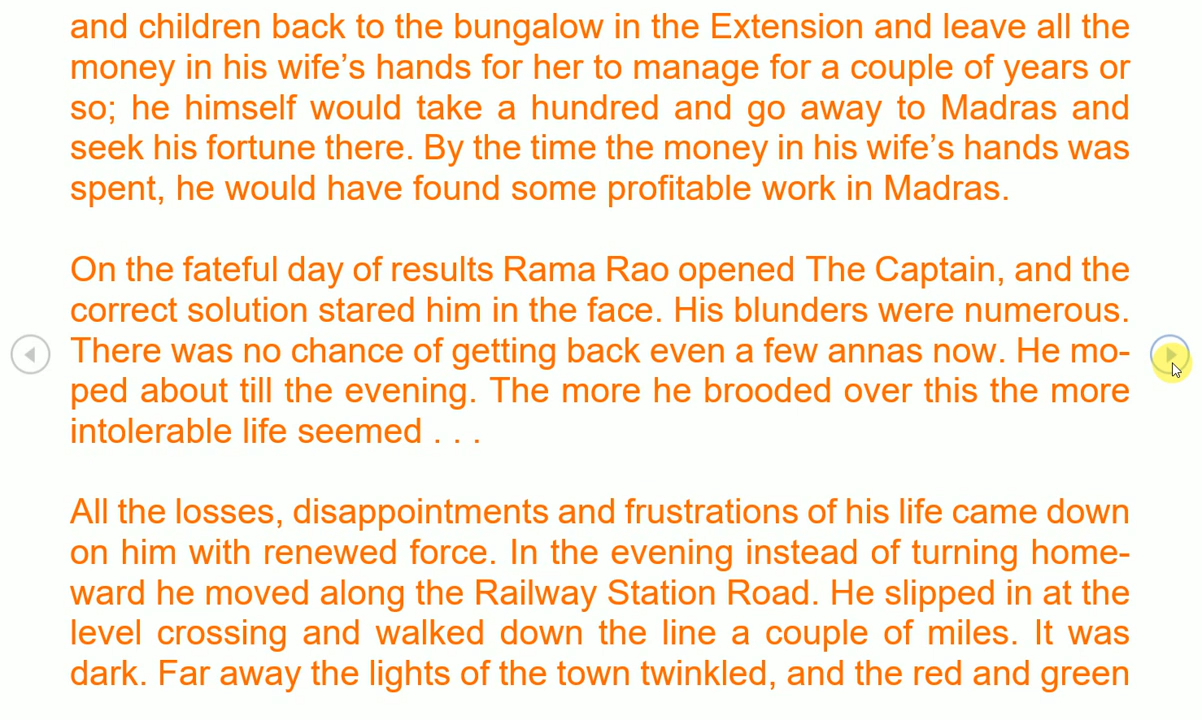 and children back to the bungalow in the Extension and leave all the
money in his wife’s hands for her to manage for a couple of years or
so; he himself would take a hundred and go away to Madras and
seek his fortune there. By the time the money in his wife’s hands was
spent, he would have found some profitable work in Madras.
On the fateful day of results Rama Rao opened The Captain, and the
correct solution stared him in the face. His blunders were numerous.
There was no chance of getting back even a few annas now. He mo-
ped about till the evening. The more he brooded over this the more
intolerable life seemed . . .
All the losses, disappointments and frustrations of his life came down
on him with renewed force. In the evening instead of turning home-
ward he moved along the Railway Station Road. He slipped in at the
level crossing and walked down the line a couple of miles. It was
dark. Far away the lights of the town twinkled, and the red and green